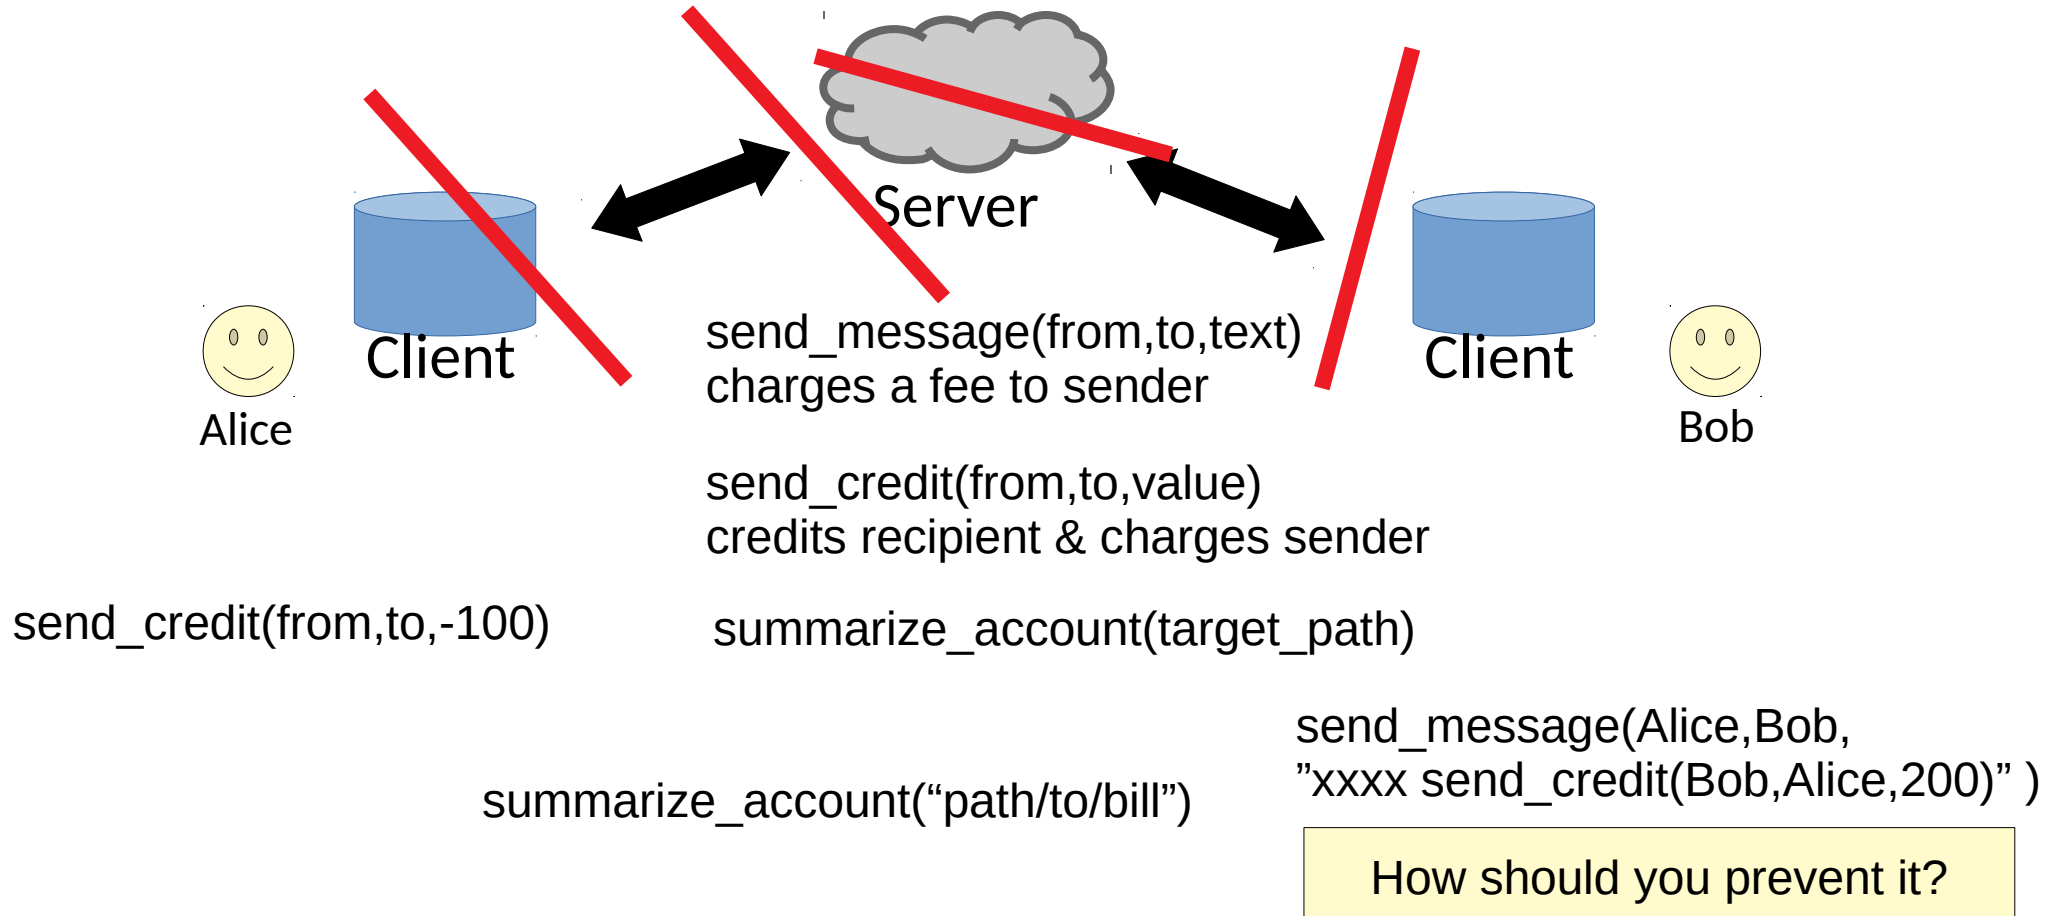 Server
Client
Client
Alice
Bob
send_message(from,to,text)
charges a fee to sender
send_credit(from,to,value)
credits recipient & charges sender
send_credit(from,to,-100)
summarize_account(target_path)
send_message(Alice,Bob,
”xxxx send_credit(Bob,Alice,200)” )
summarize_account(“path/to/bill”)
How should you prevent it?